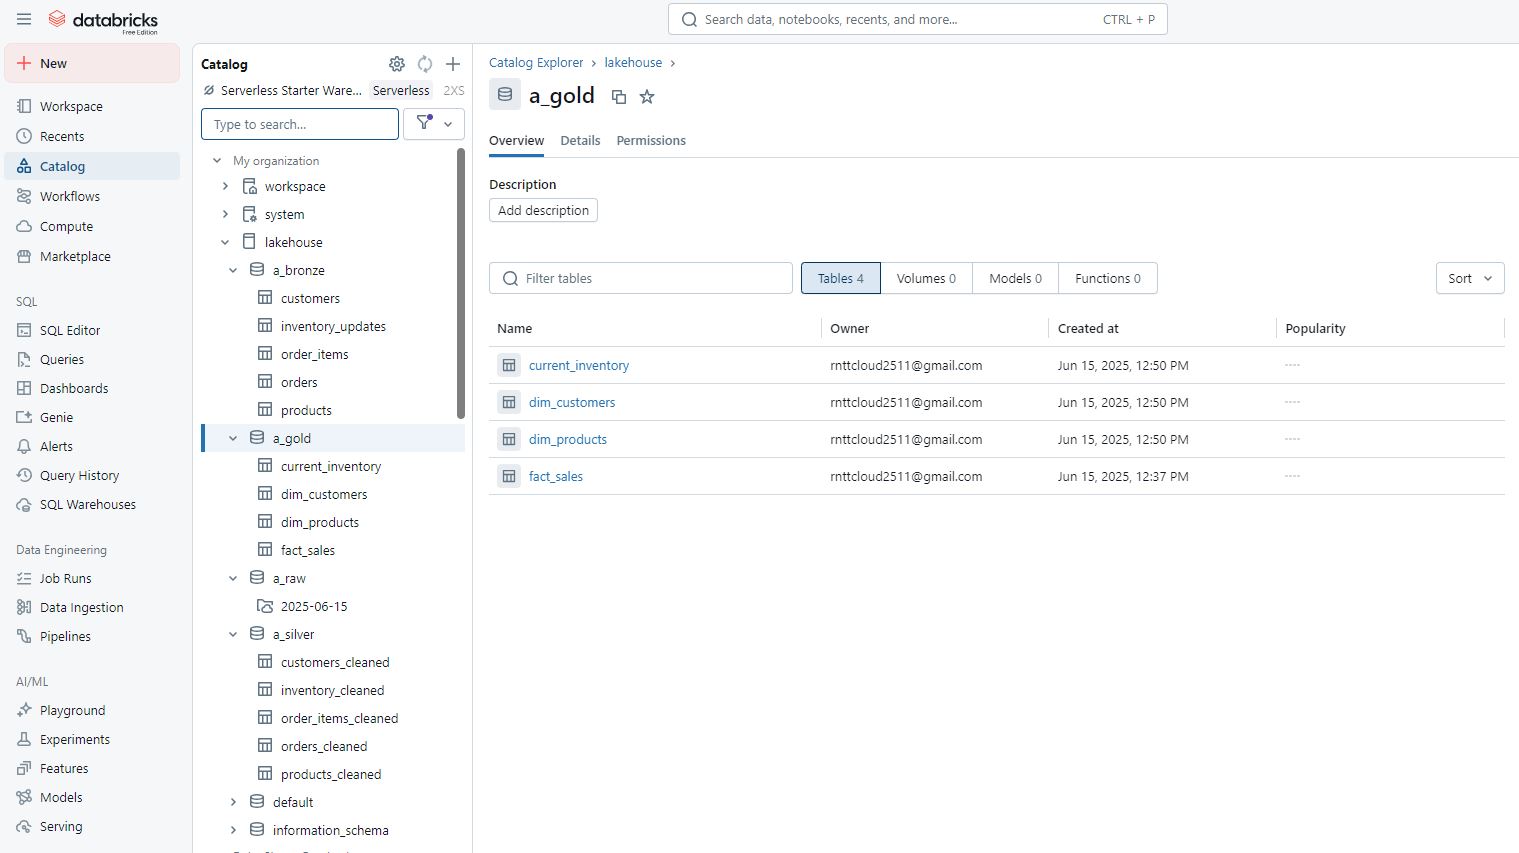 databricks
Free Edition
Search data, notebooks, recents, and more...
CTRL + P
New
Workspace
Recents
Catalog
Workflows
Compute
Marketplace
SQL
SQL Editor
Queries
Dashboards
Genie
Alerts
Query History
SQL Warehouses
Data Engineering
Job Runs
Data Ingestion
Pipelines
AI/ML
Playground
Experiments
Features
Models
Serving
Catalog
Serverless Starter Ware... Serverless 2XS
Type to search...
My organization
workspace
system
lakehouse
a_bronze
customers
inventory_updates
order_items
orders
products
a_gold
current_inventory
dim_customers
dim_products
fact_sales
a_raw
2025-06-15
a_silver
customers_cleaned
inventory_cleaned
order_items_cleaned
orders_cleaned
products_cleaned
default
information_schema
Catalog Explorer › lakehouse ›
a_gold
Overview Details Permissions
Description
Add description
Filter tables
Tables 4 Volumes 0 Models 0 Functions 0
Sort
Name Owner Created at Popularity
current_inventory rnttcloud2511@gmail.com Jun 15, 2025, 12:50 PM ----
dim_customers rnttcloud2511@gmail.com Jun 15, 2025, 12:50 PM ----
dim_products rnttcloud2511@gmail.com Jun 15, 2025, 12:50 PM ----
fact_sales rnttcloud2511@gmail.com Jun 15, 2025, 12:37 PM ----